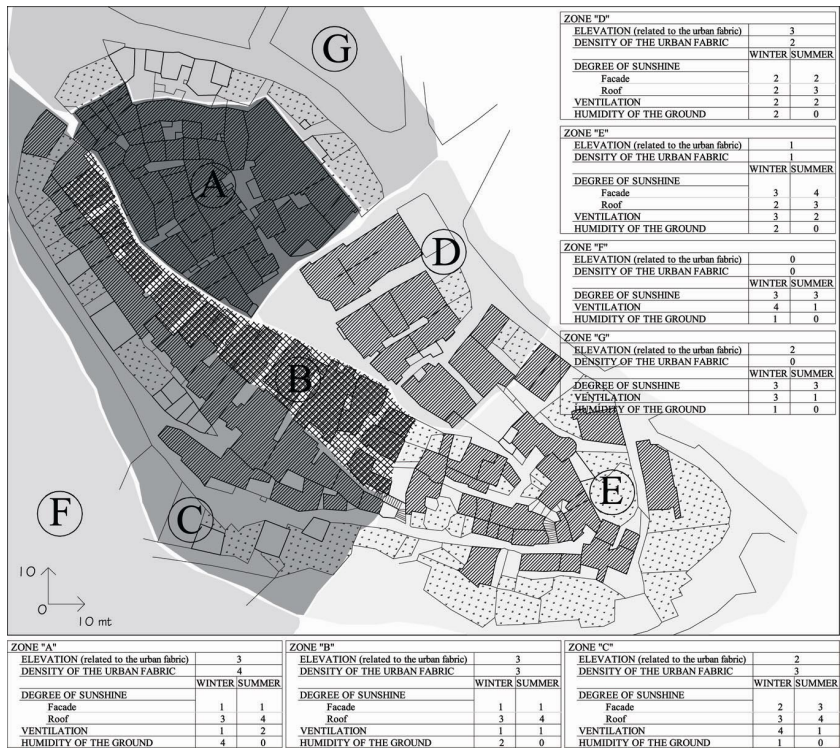 G
A
D
B
E
C
F
10
0
10 mt
ZONE "D"
ELEVATION (related to the urban fabric) 3
DENSITY OF THE URBAN FABRIC 2
WINTER SUMMER
DEGREE OF SUNSHINE
Facade 2 2
Roof 2 3
VENTILATION 2 2
HUMIDITY OF THE GROUND 2 0
ZONE "E"
ELEVATION (related to the urban fabric) 1
DENSITY OF THE URBAN FABRIC 1
WINTER SUMMER
DEGREE OF SUNSHINE
Facade 3 4
Roof 2 3
VENTILATION 3 2
HUMIDITY OF THE GROUND 2 0
ZONE "F"
ELEVATION (related to the urban fabric) 0
DENSITY OF THE URBAN FABRIC 0
WINTER SUMMER
DEGREE OF SUNSHINE 3 3
VENTILATION 4 1
HUMIDITY OF THE GROUND 1 0
ZONE "G"
ELEVATION (related to the urban fabric) 2
DENSITY OF THE URBAN FABRIC 0
WINTER SUMMER
DEGREE OF SUNSHINE 3 3
VENTILATION 3 1
HUMIDITY OF THE GROUND 1 0
ZONE "A"
ELEVATION (related to the urban fabric) 3
DENSITY OF THE URBAN FABRIC 4
WINTER SUMMER
DEGREE OF SUNSHINE
Facade 1 1
Roof 3 4
VENTILATION 1 2
HUMIDITY OF THE GROUND 4 0
ZONE "B"
ELEVATION (related to the urban fabric) 3
DENSITY OF THE URBAN FABRIC 3
WINTER SUMMER
DEGREE OF SUNSHINE
Facade 1 1
Roof 3 4
VENTILATION 1 1
HUMIDITY OF THE GROUND 2 0
ZONE "C"
ELEVATION (related to the urban fabric) 2
DENSITY OF THE URBAN FABRIC 3
WINTER SUMMER
DEGREE OF SUNSHINE
Facade 2 3
Roof 3 4
VENTILATION 4 1
HUMIDITY OF THE GROUND 1 0